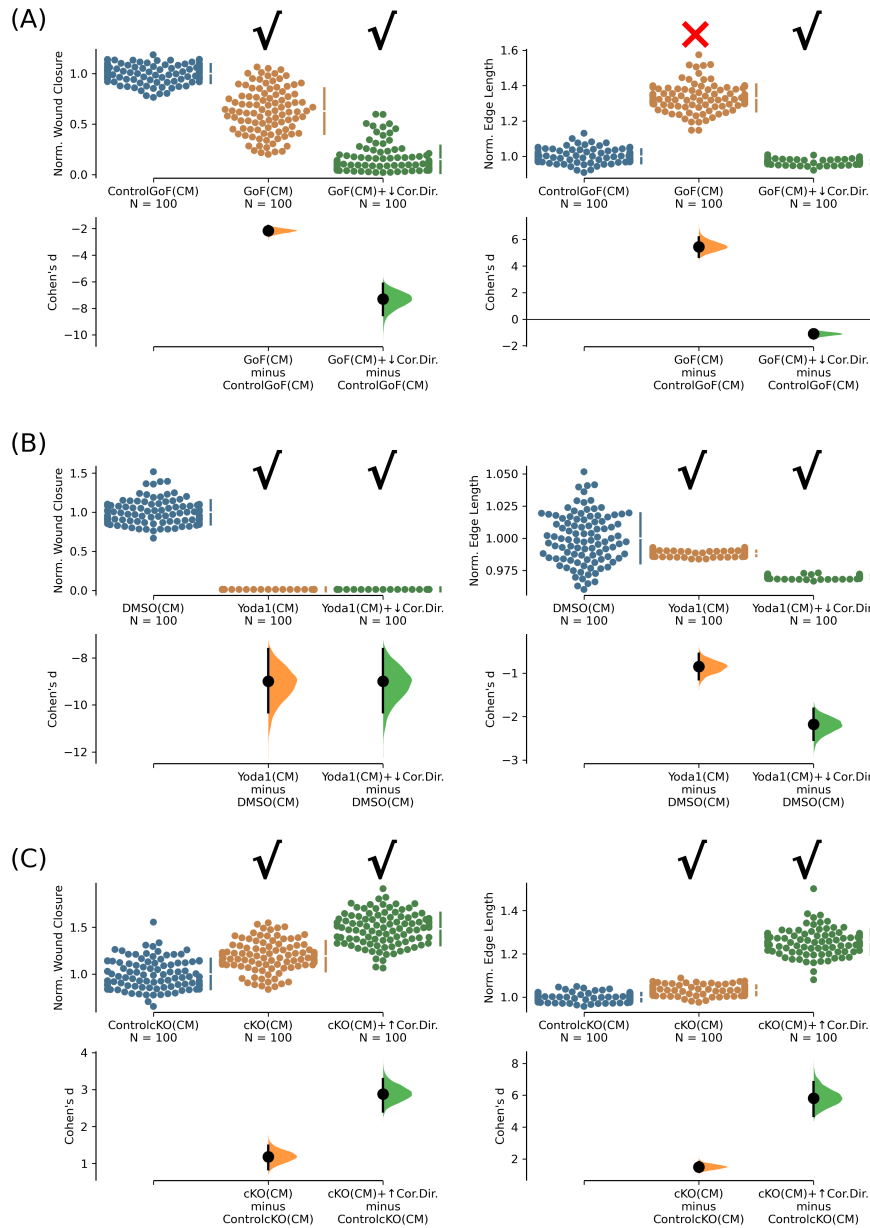 (A)
√ √
× √
Norm. Wound Closure
1.0
0.5
0.0
ControlGoF(CM)
N = 100
GoF(CM)
N = 100
GoF(CM)+↓Cor.Dir.
N = 100
Norm. Edge Length
1.6
1.4
1.2
1.0
ControlGoF(CM)
N = 100
GoF(CM)
N = 100
GoF(CM)+↓Cor.Dir.
N = 100
Cohen's d
−2
−4
−6
−8
−10
GoF(CM)
minus
ControlGoF(CM)
GoF(CM)+↓Cor.Dir.
minus
ControlGoF(CM)
Cohen's d
6
4
2
0
−2
GoF(CM)
minus
ControlGoF(CM)
GoF(CM)+↓Cor.Dir.
minus
ControlGoF(CM)
(B)
√ √
√ √
Norm. Wound Closure
1.5
1.0
0.5
0.0
DMSO(CM)
N = 100
Yoda1(CM)
N = 100
Yoda1(CM)+↓Cor.Dir.
N = 100
Norm. Edge Length
1.050
1.025
1.000
0.975
DMSO(CM)
N = 100
Yoda1(CM)
N = 100
Yoda1(CM)+↓Cor.Dir.
N = 100
Cohen's d
−8
−10
−12
Yoda1(CM)
minus
DMSO(CM)
Yoda1(CM)+↓Cor.Dir.
minus
DMSO(CM)
Cohen's d
−1
−2
−3
Yoda1(CM)
minus
DMSO(CM)
Yoda1(CM)+↓Cor.Dir.
minus
DMSO(CM)
(C)
√ √
√ √
Norm. Wound Closure
1.5
1.0
ControlcKO(CM)
N = 100
cKO(CM)
N = 100
cKO(CM)+↑Cor.Dir.
N = 100
Norm. Edge Length
1.4
1.2
1.0
ControlcKO(CM)
N = 100
cKO(CM)
N = 100
cKO(CM)+↑Cor.Dir.
N = 100
Cohen's d
4
3
2
1
cKO(CM)
minus
ControlcKO(CM)
cKO(CM)+↑Cor.Dir.
minus
ControlcKO(CM)
Cohen's d
8
6
4
2
cKO(CM)
minus
ControlcKO(CM)
cKO(CM)+↑Cor.Dir.
minus
ControlcKO(CM)